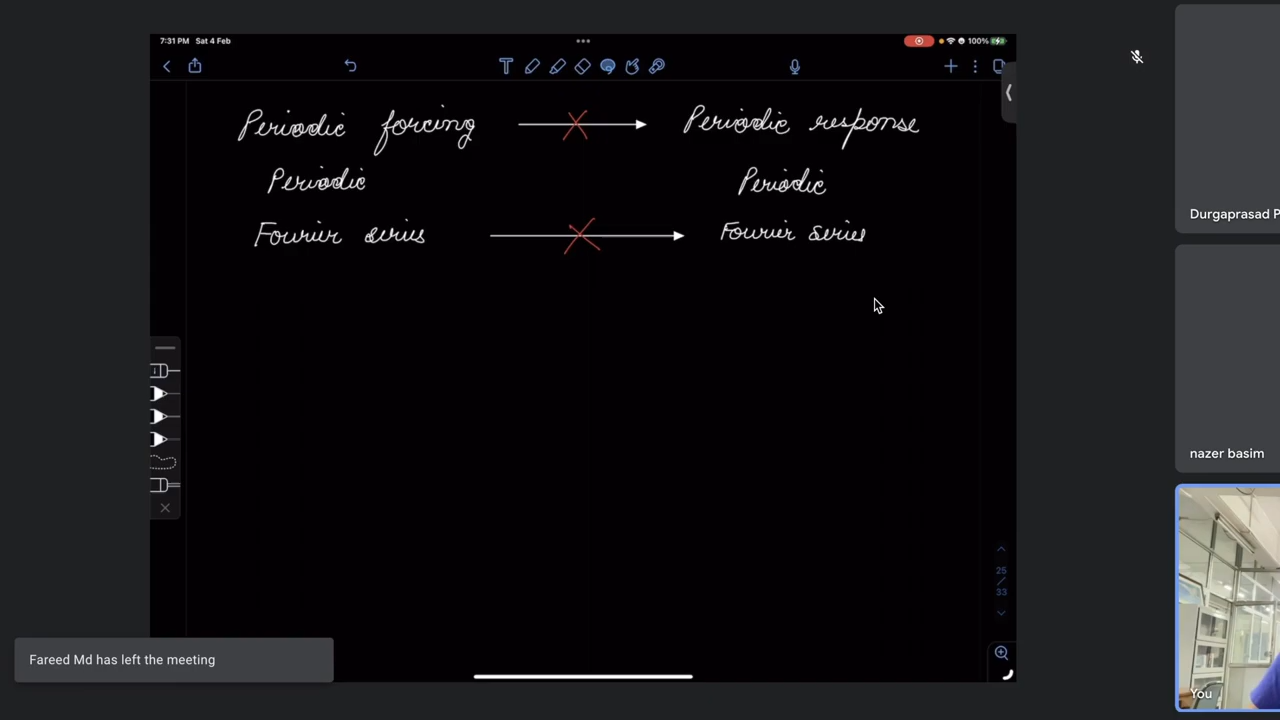 7:31 PM Sat 4 Feb
100%
Periodic forcing Periodic response
Periodic Periodic
Fourier series Fourier series
Durgaprasad P
nazer basim
25
/
33
Fareed Md has left the meeting
You